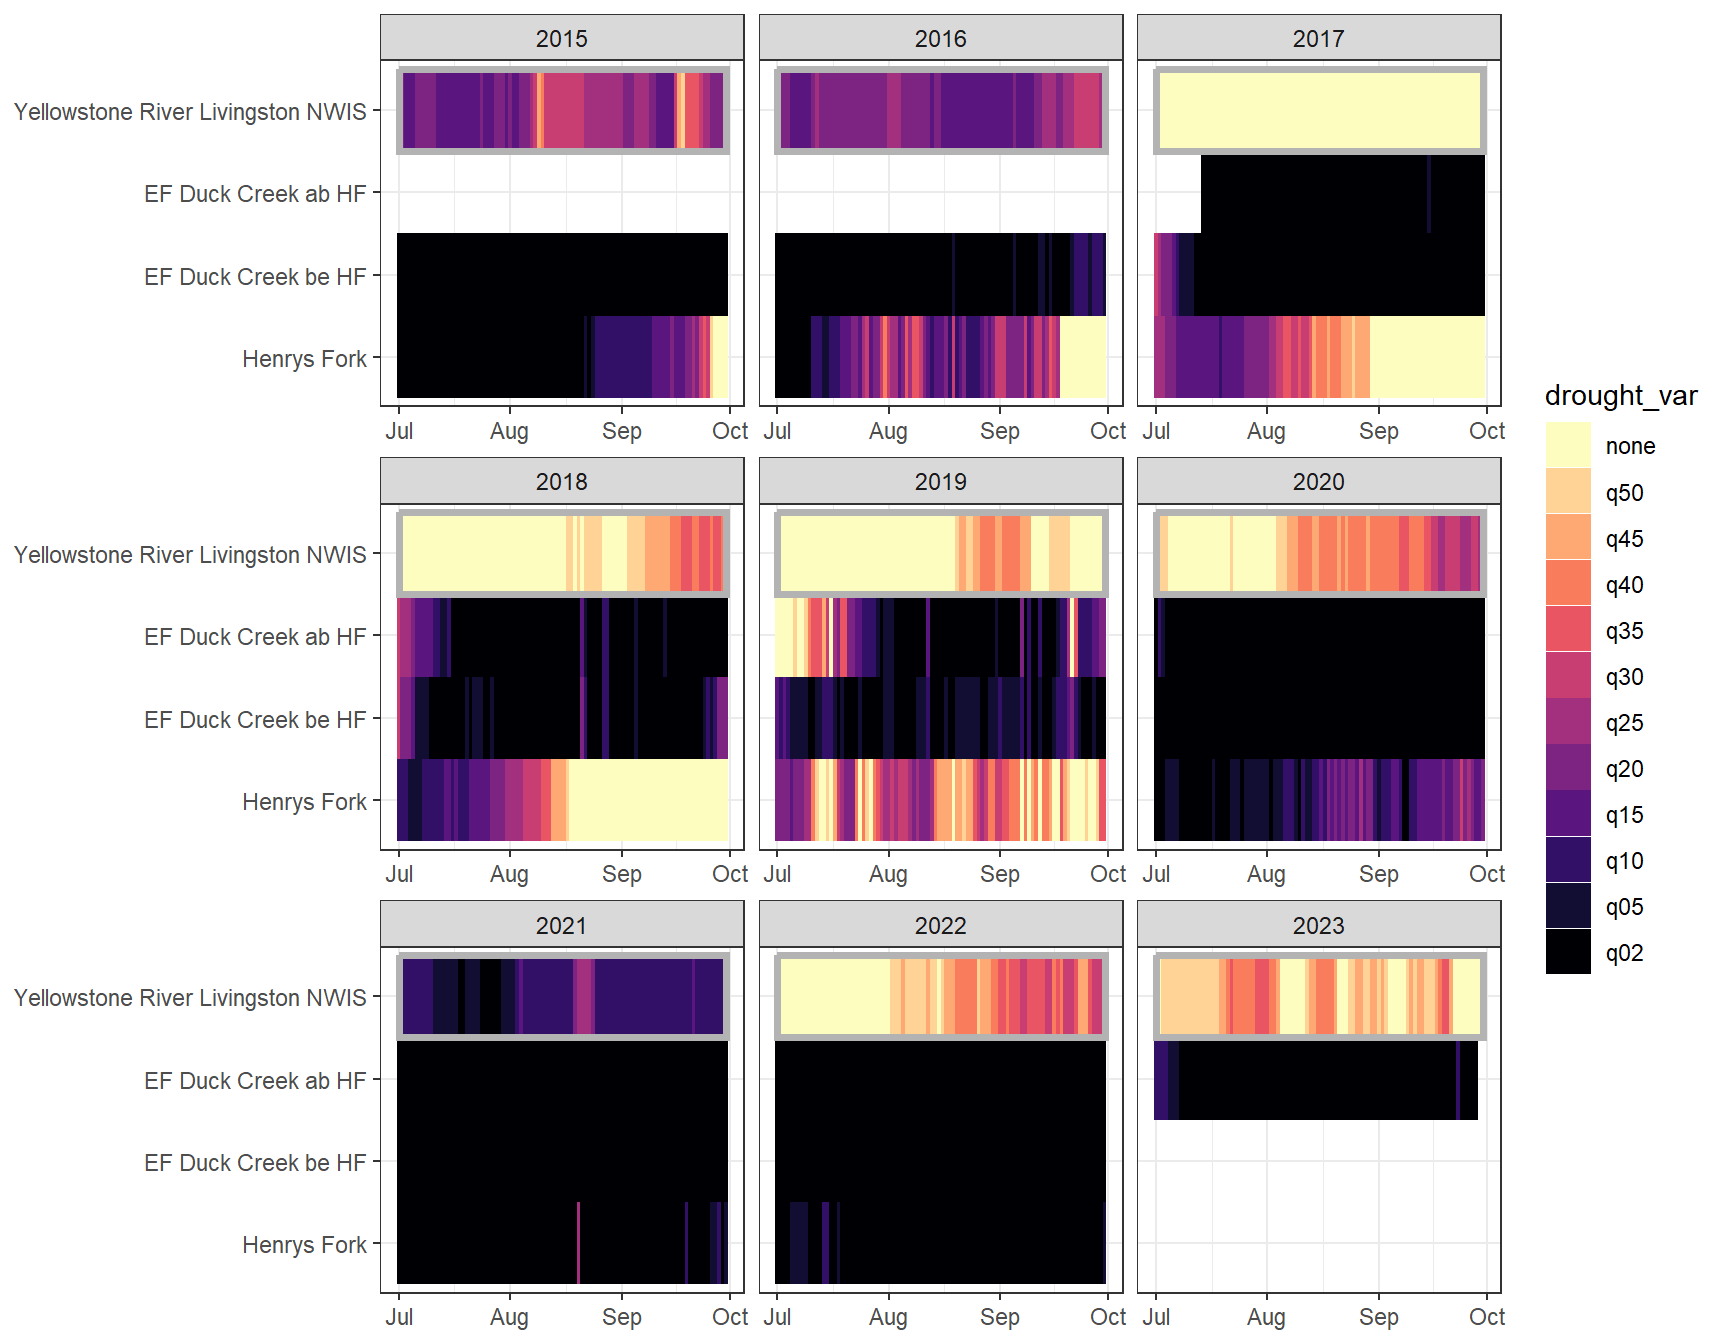 2015 2016 2017
Yellowstone River Livingston NWIS
EF Duck Creek ab HF
EF Duck Creek be HF
Henrys Fork
Jul Aug Sep Oct Jul Aug Sep Oct Jul Aug Sep Oct
2018 2019 2020
Yellowstone River Livingston NWIS
EF Duck Creek ab HF
EF Duck Creek be HF
Henrys Fork
Jul Aug Sep Oct Jul Aug Sep Oct Jul Aug Sep Oct
2021 2022 2023
Yellowstone River Livingston NWIS
EF Duck Creek ab HF
EF Duck Creek be HF
Henrys Fork
Jul Aug Sep Oct Jul Aug Sep Oct Jul Aug Sep Oct
drought_var
none
q50
q45
q40
q35
q30
q25
q20
q15
q10
q05
q02